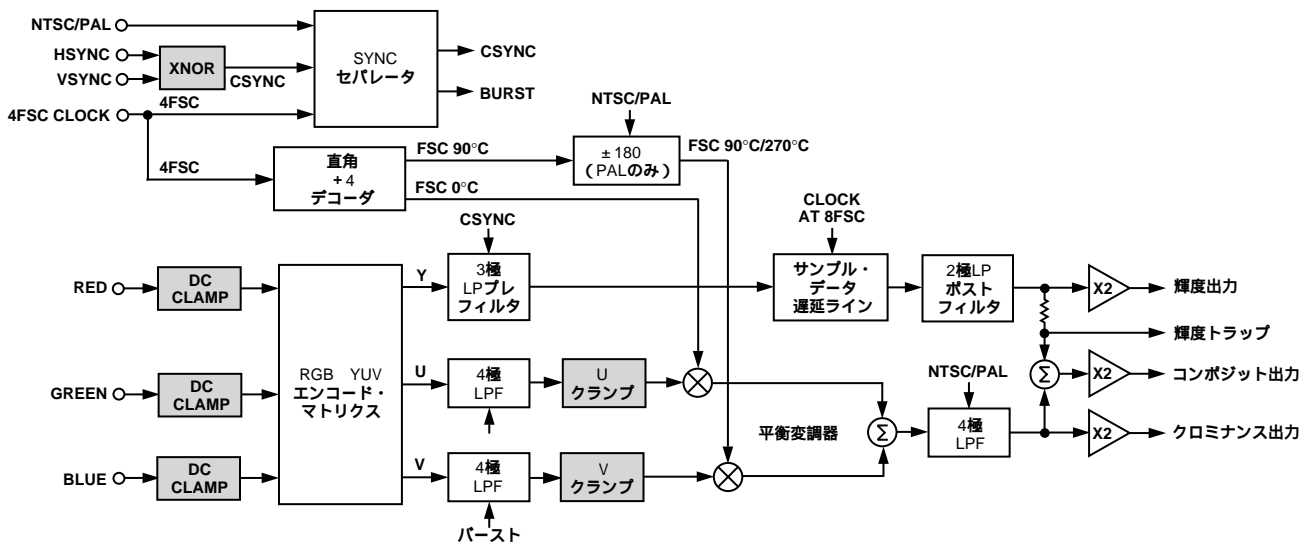 NTSC/PAL
HSYNC
VSYNC
4FSC CLOCK
XNOR
CSYNC
4FSC
SYNC
セパレータ
CSYNC
BURST
4FSC
直角
+4
デコーダ
FSC 90°C
FSC 0°C
NTSC/PAL
±180
(PALのみ)
FSC 90°C/270°C
CSYNC
CLOCK
AT 8FSC
RED
DC
CLAMP
GREEN
DC
CLAMP
BLUE
DC
CLAMP
RGB YUV
エンコード・
マトリクス
Y
3極
LPプレ
フィルタ
サンプル・
データ
遅延ライン
2極LP
ポスト
フィルタ
X2
輝度出力
輝度トラップ
U
4極
LPF
U
クランプ
Σ
X2
コンポジット出力
NTSC/PAL
平衡変調器
Σ
4極
LPF
X2
クロミナンス出力
V
4極
LPF
V
クランプ
バースト